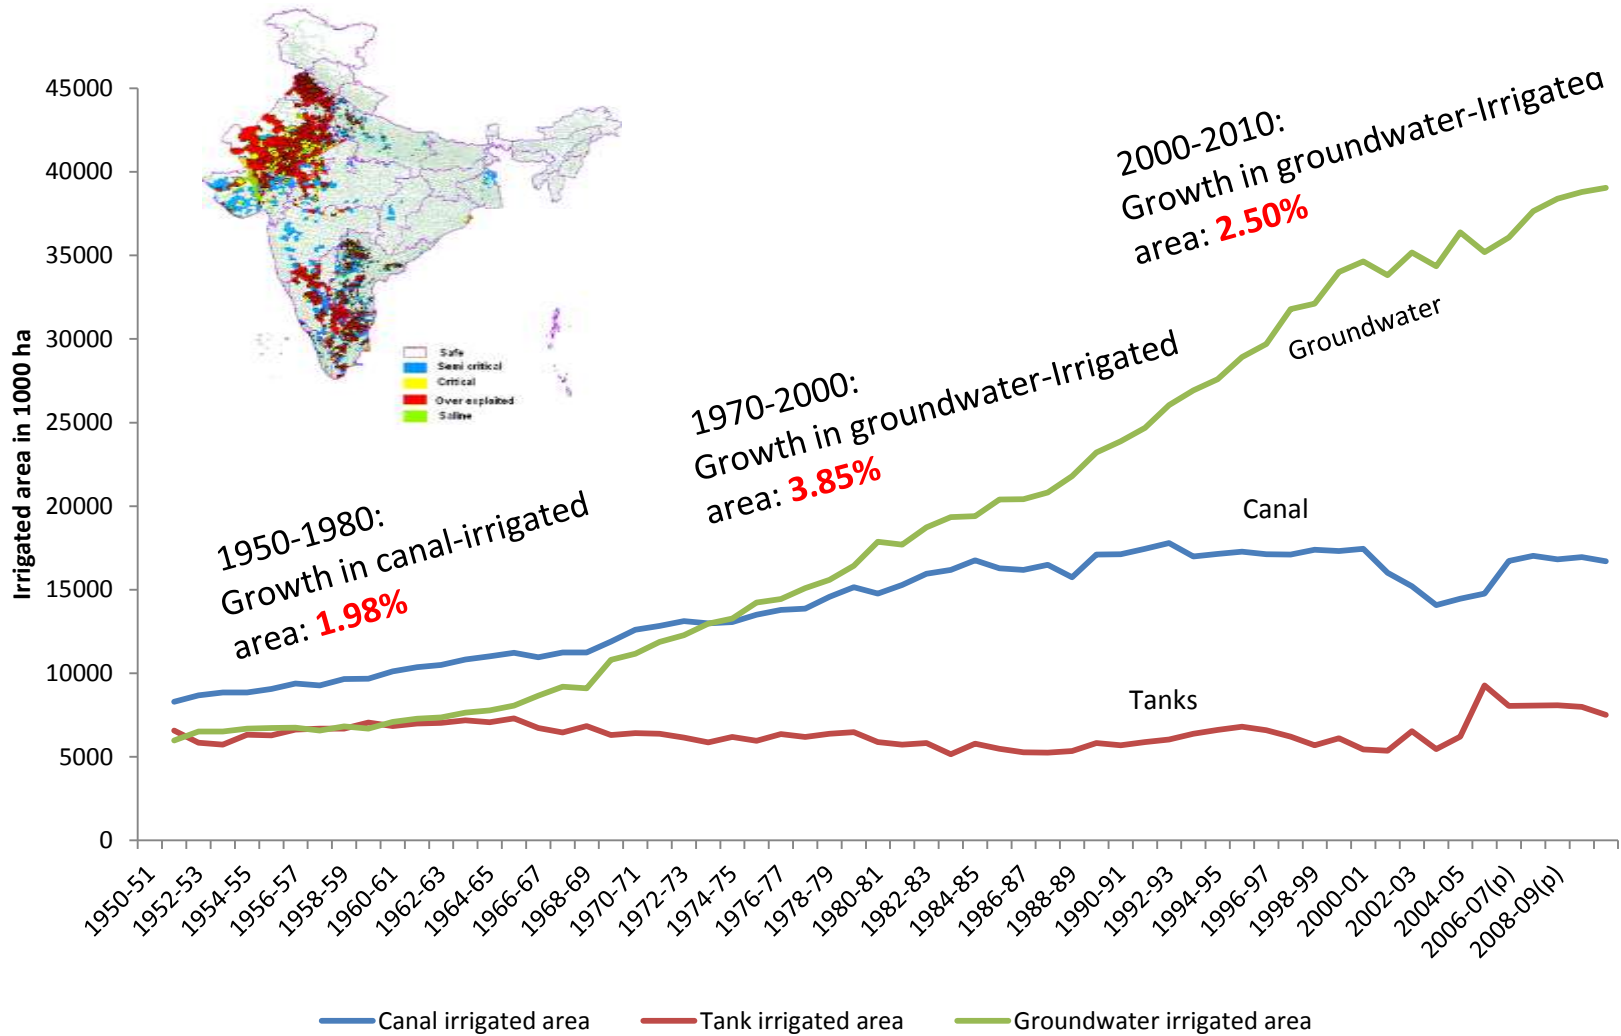 45000
40000
35000
30000
25000
20000
15000
10000
5000
0
Irrigated area in 1000 ha
Safe
Semi critical
Critical
Over exploited
Saline
1950-1980:
Growth in canal-irrigated
area: 1.98%
1970-2000:
Growth in groundwater-Irrigated
area: 3.85%
2000-2010:
Growth in groundwater-Irrigated
area: 2.50%
Groundwater
Canal
Tanks
1950-51
1952-53
1954-55
1956-57
1958-59
1960-61
1962-63
1964-65
1966-67
1968-69
1970-71
1972-73
1974-75
1976-77
1978-79
1980-81
1982-83
1984-85
1986-87
1988-89
1990-91
1992-93
1994-95
1996-97
1998-99
2000-01
2002-03
2004-05
2006-07(p)
2008-09(p)
Canal irrigated area
Tank irrigated area
Groundwater irrigated area